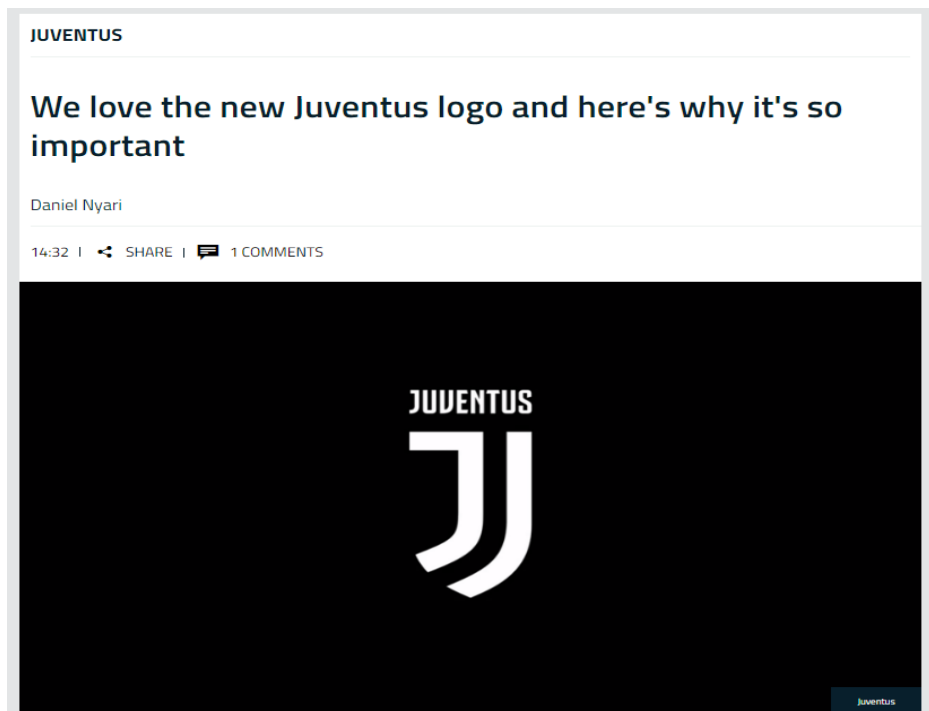 JUVENTUS
We love the new Juventus logo and here's why it's so
important
Daniel Nyari
14:32 | SHARE | 1 COMMENTS
JUVENTUS
Juventus